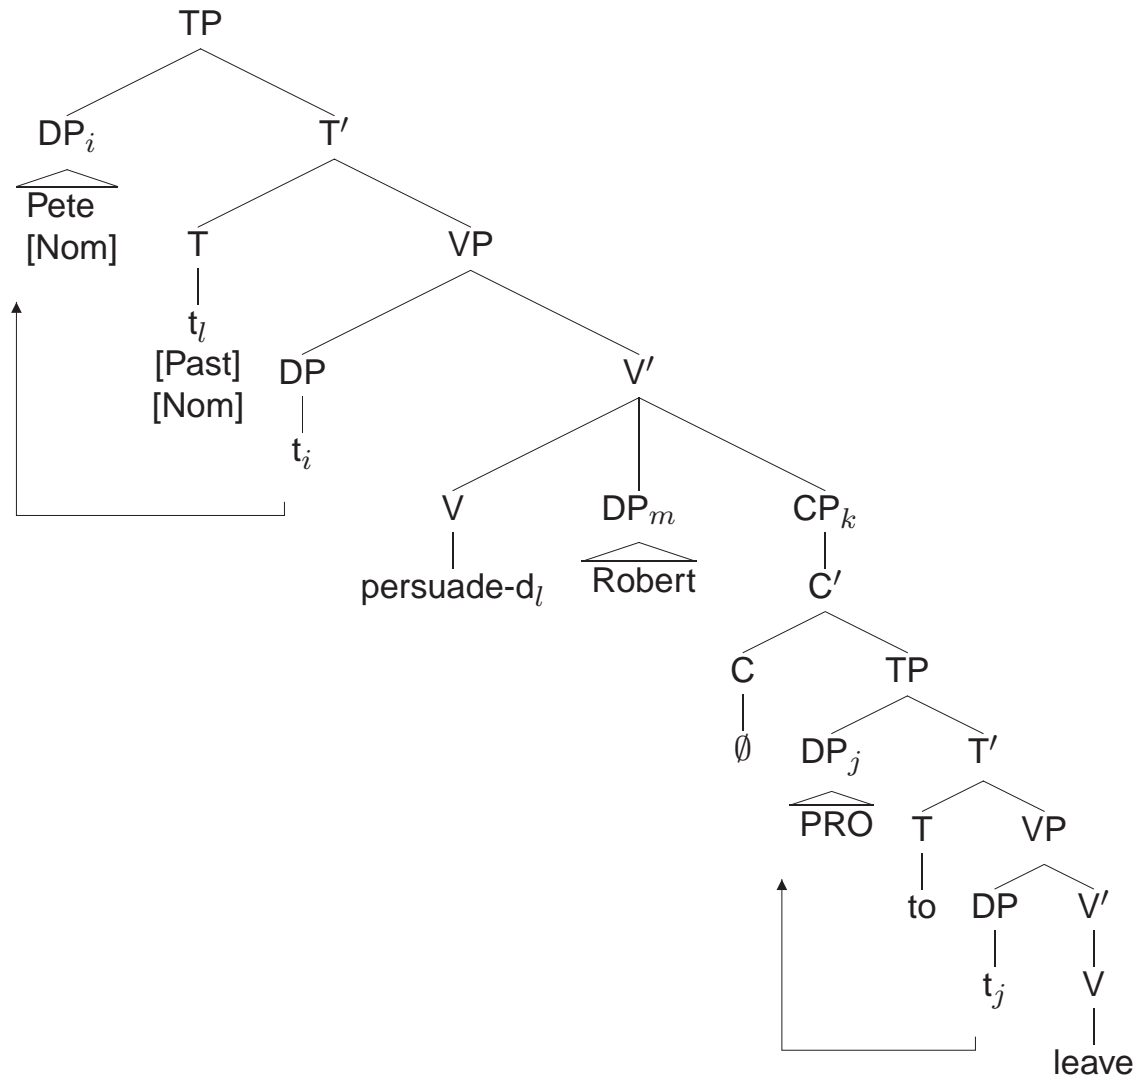 TP
DPᵢ T′
Pete
[Nom]
T VP
tₗ
[Past]
[Nom]
DP V′
tᵢ
V DPₘ CPₖ
persuade-dₗ Robert
C′
C TP
∅ DPⱼ T′
PRO T VP
to DP V′
tⱼ V
leave